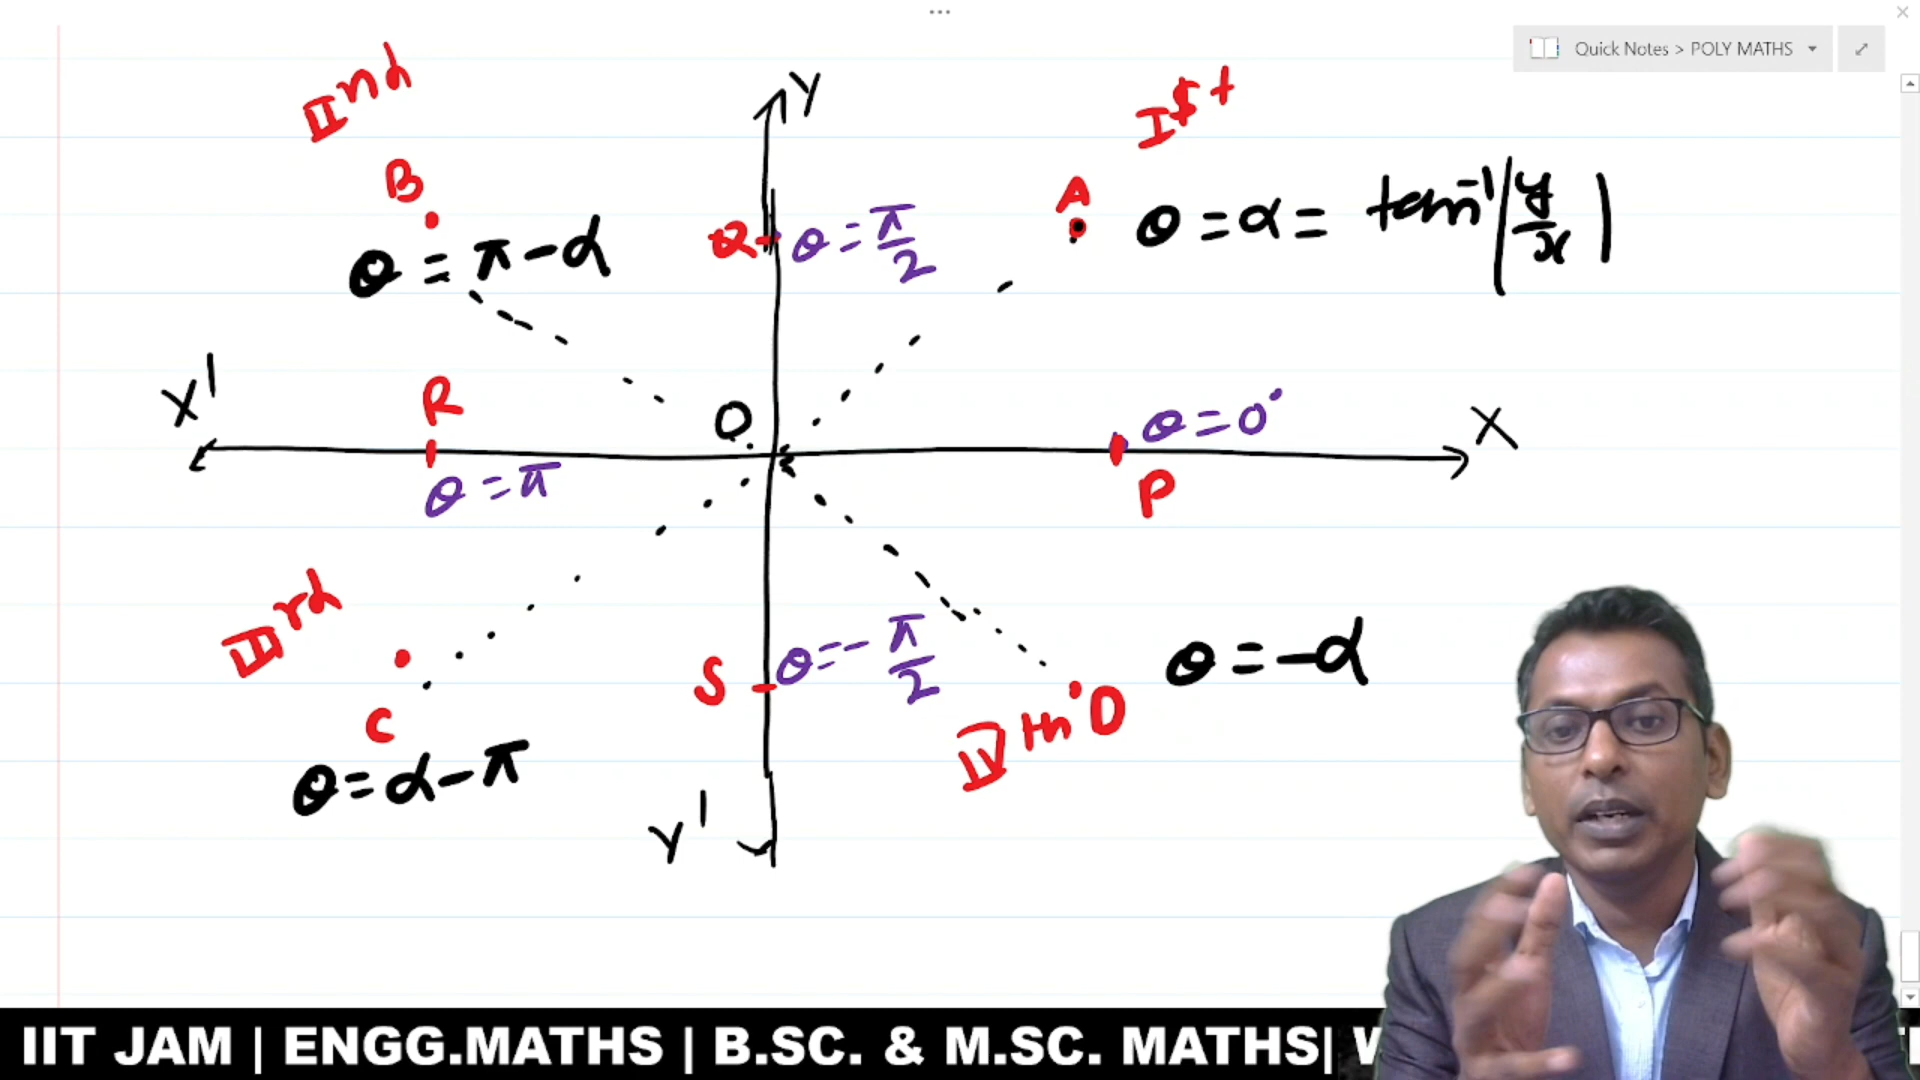 Quick Notes > POLY MATHS
IInd
Ist
Y
B
A
θ = π - α
Q
θ = π/2
θ = α = tan⁻¹|y/x|
X'
R
O
θ = 0°
X
θ = π
P
IIIrd
C
θ = α - π
S
θ = - π/2
θ = -α
IVth
D
Y'
IIT JAM | ENGG.MATHS | B.SC. & M.SC. MATHS|